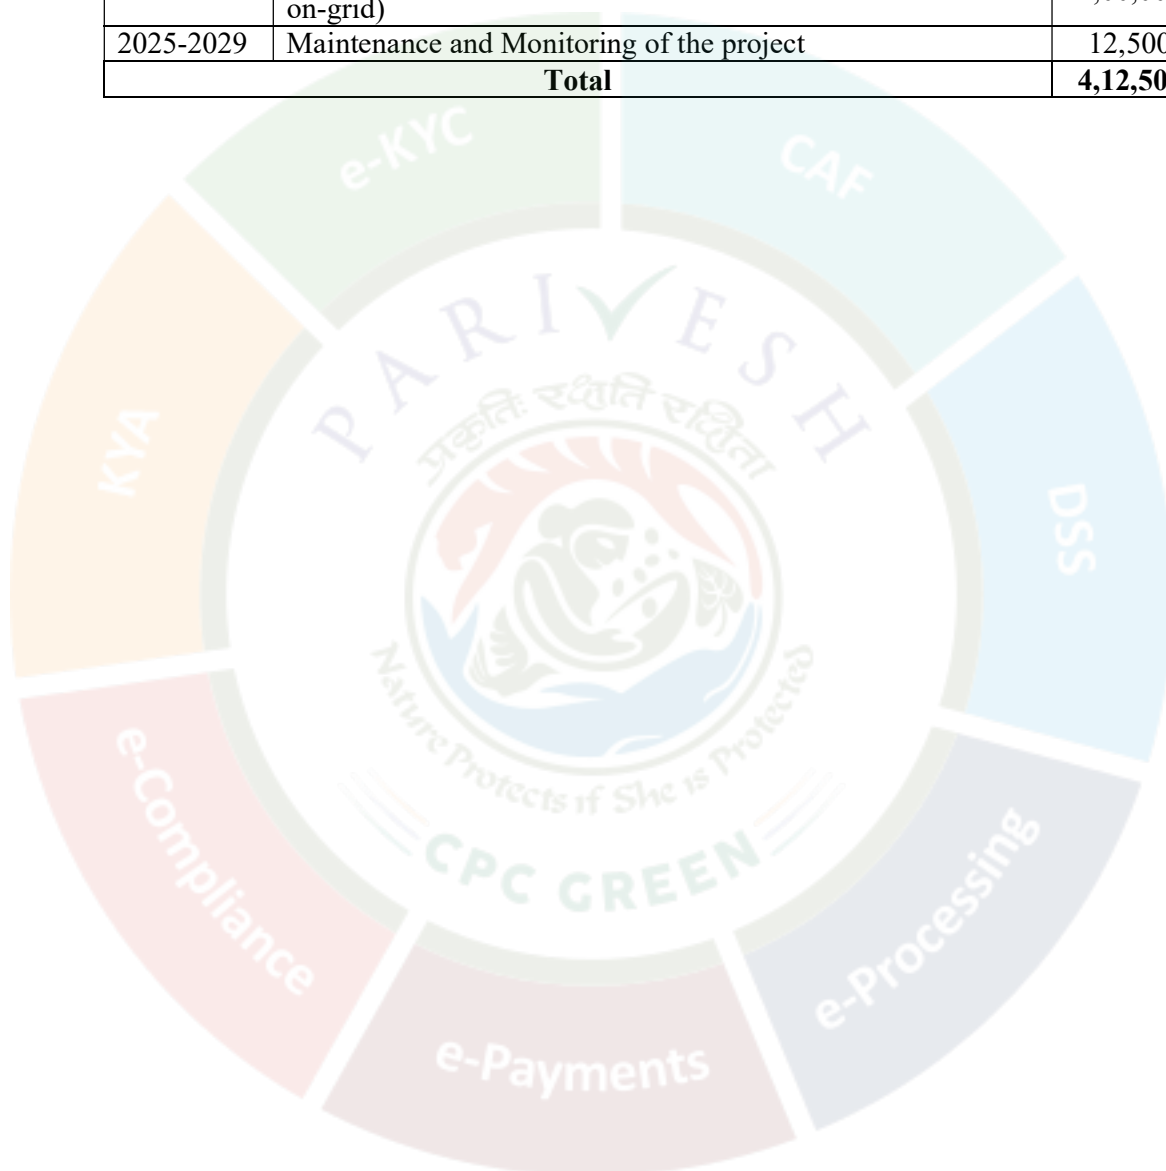 on-grid)
2025-2029 Maintenance and Monitoring of the project 12,500
Total 4,12,50
e-KYC
CAF
KYA
PARIVESH
प्रकृतिः रक्षति रक्षिता
DSS
Nature Protects if She is Protected
CPC GREEN
e-Compliance
e-Processing
e-Payments